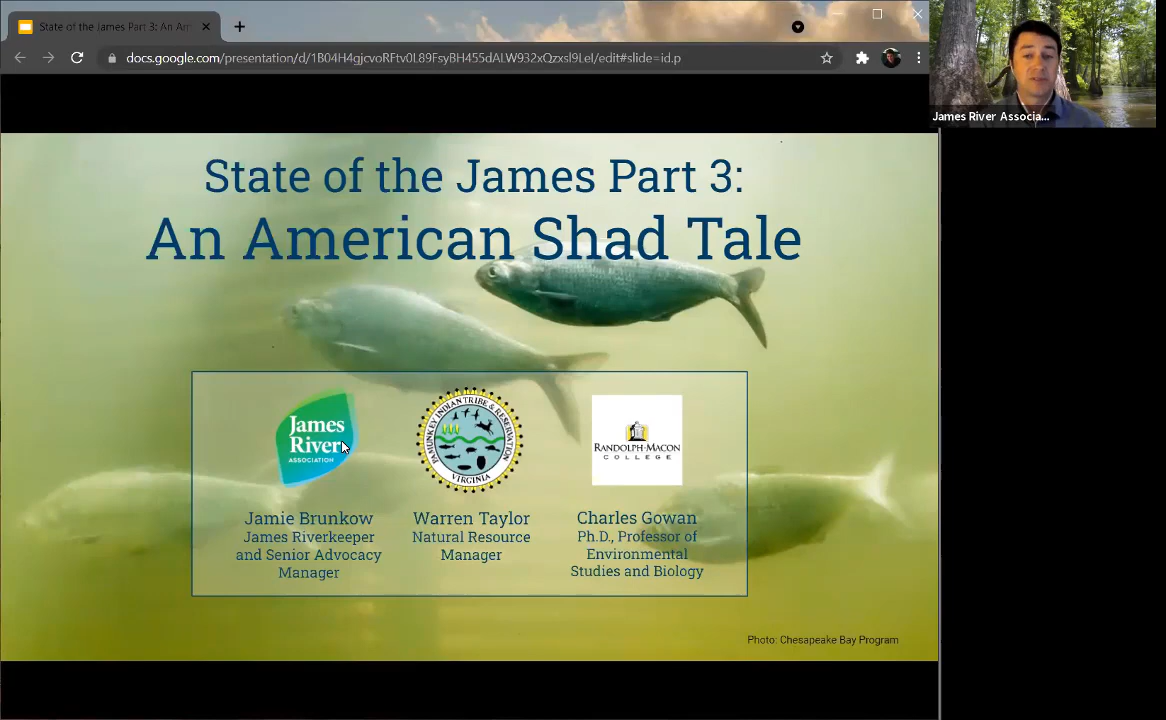 State of the James Part 3: An Am
docs.google.com/presentation/d/1B04H4gjcvoRFtv0L89FsyBH455dALW932xQzxsl9LeI/edit#slide=id.p
James River Associa...
State of the James Part 3:
An American Shad Tale
James
River
ASSOCIATION
PAMUNKEY INDIAN TRIBE & RESERVATION
VIRGINIA
RANDOLPH-MACON
COLLEGE
Jamie Brunkow
James Riverkeeper
and Senior Advocacy
Manager
Warren Taylor
Natural Resource
Manager
Charles Gowan
Ph.D., Professor of
Environmental
Studies and Biology
Photo: Chesapeake Bay Program